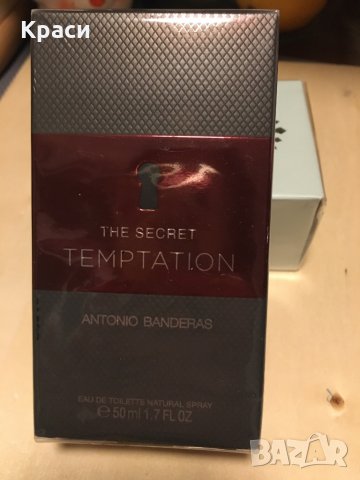 Краси
THE SECRET
TEMPTATION
ANTONIO BANDERAS
EAU DE TOILETTE NATURAL SPRAY
℮ 50 ml 1.7 FL OZ
BAZAR